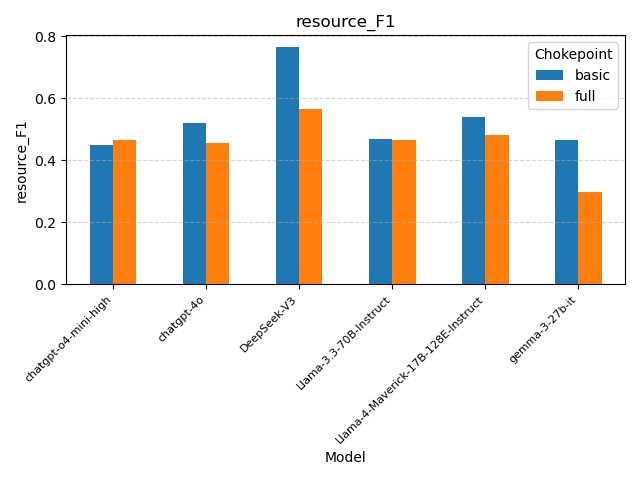 resource_F1
resource_F1
0.8
0.6
0.4
0.2
0.0
Chokepoint
basic
full
chatgpt-o4-mini-high
chatgpt-4o
DeepSeek-V3
Llama-3.3-70B-Instruct
Llama-4-Maverick-17B-128E-Instruct
gemma-3-27b-it
Model